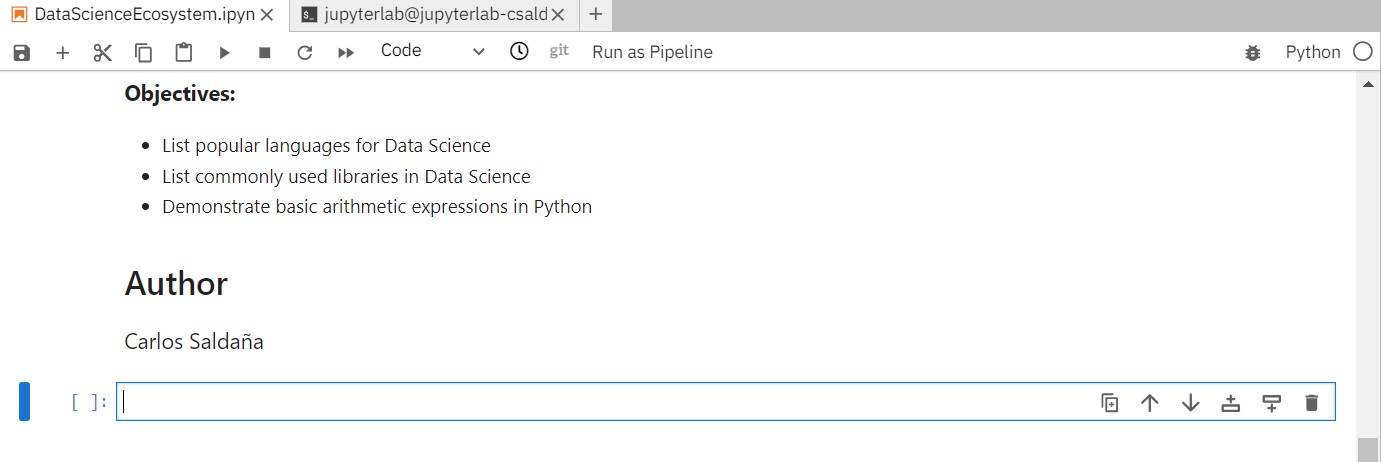 DataScienceEcosystem.ipyn
jupyterlab@jupyterlab-csald
Code
git
Run as Pipeline
Python
Objectives:
• List popular languages for Data Science
• List commonly used libraries in Data Science
• Demonstrate basic arithmetic expressions in Python
Author
Carlos Saldaña
[ ]: